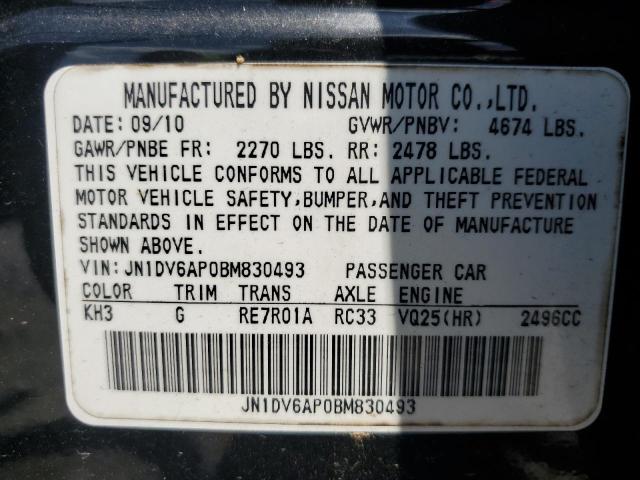 MANUFACTURED BY NISSAN MOTOR CO.,LTD.
DATE: 09/10 GVWR/PNBV: 4674 LBS.
GAWR/PNBE FR: 2270 LBS. RR: 2478 LBS.
THIS VEHICLE CONFORMS TO ALL APPLICABLE FEDERAL
MOTOR VEHICLE SAFETY,BUMPER,AND THEFT PREVENTION
STANDARDS IN EFFECT ON THE DATE OF MANUFACTURE
SHOWN ABOVE.
VIN: JN1DV6AP0BM830493 PASSENGER CAR
COLOR TRIM TRANS AXLE ENGINE
KH3 G RE7R01A RC33 VQ25(HR) 2496CC
JN1DV6AP0BM830493